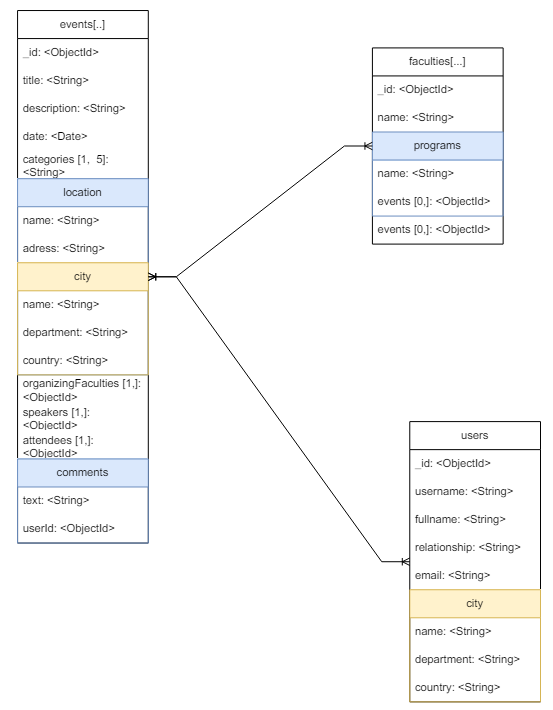 events[..]
_id: <ObjectId>
title: <String>
description: <String>
date: <Date>
categories [1,  5]:
<String>
location
name: <String>
adress: <String>
city
name: <String>
department: <String>
country: <String>
organizingFaculties [1,]:
<ObjectId>
speakers [1,]:
<ObjectId>
attendees [1,]:
<ObjectId>
comments
text: <String>
userId: <ObjectId>
faculties[...]
_id: <ObjectId>
name: <String>
programs
name: <String>
events [0,]: <ObjectId>
events [0,]: <ObjectId>
users
_id: <ObjectId>
username: <String>
fullname: <String>
relationship: <String>
email: <String>
city
name: <String>
department: <String>
country: <String>